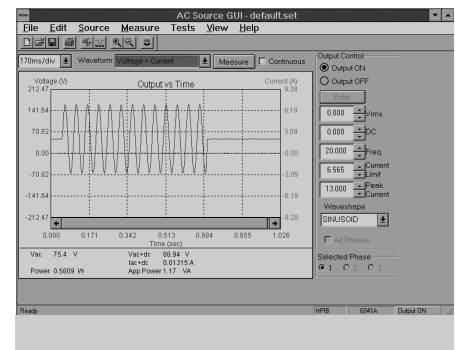 AC Source GUI - default.set
File Edit Source Measure Tests View Help
170ms/div Waveform: Voltage + Current Measure Continuous
Voltage (V) Output vs Time Current (A)
212.47 9.28
141.64 6.19
70.82 3.09
0.00 -0.00
-70.82 -3.09
-141.64 -6.19
-212.47 -9.28
0.000 0.171 0.342 0.513 0.684 0.855 1.026
Time (sec)
Vac 75.4 V Vac+dc 88.94 V
Iac+dc 0.01315 A
Power 0.5809 W App Power 1.17 VA
Output Control
Output ON
Output OFF
Enter
0.000 Vrms
0.000 DC
20.000 Freq
6.565 Current Limit
13.000 Peak Current
Waveshape
SINUSOID
All Phases
Selected Phase
1 2 3
Ready HPIB 6841A Output ON